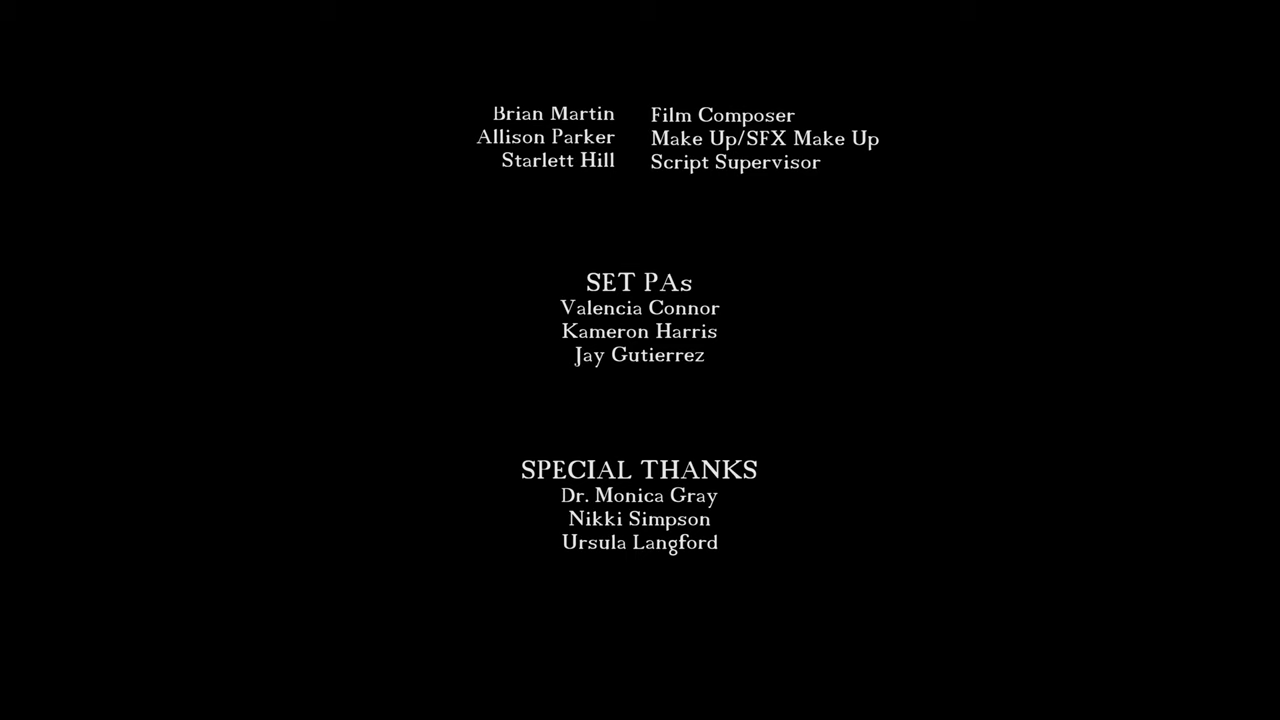 Brian Martin Film Composer
Allison Parker Make Up/SFX Make Up
Starlett Hill Script Supervisor
SET PAs
Valencia Connor
Kameron Harris
Jay Gutierrez
SPECIAL THANKS
Dr. Monica Gray
Nikki Simpson
Ursula Langford